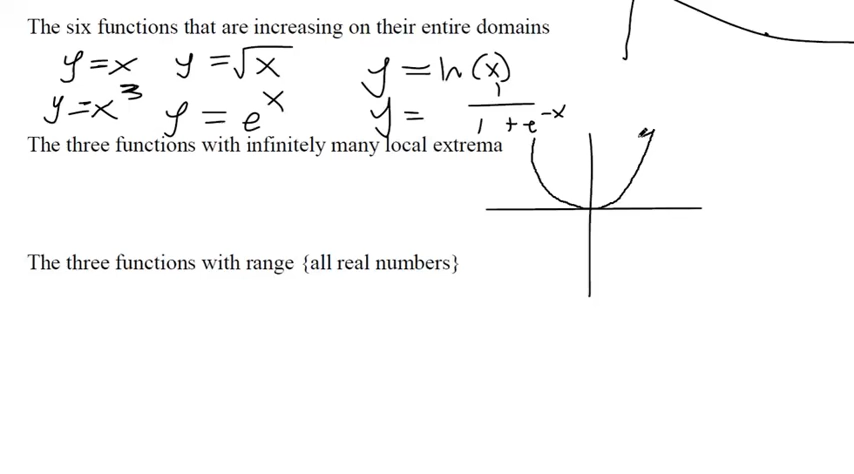 The six functions that are increasing on their entire domains
y = x y = √x y = ln(x)
y = x³ y = e^x y = 1/(1 + e^-x)
The three functions with infinitely many local extrema
The three functions with range {all real numbers}